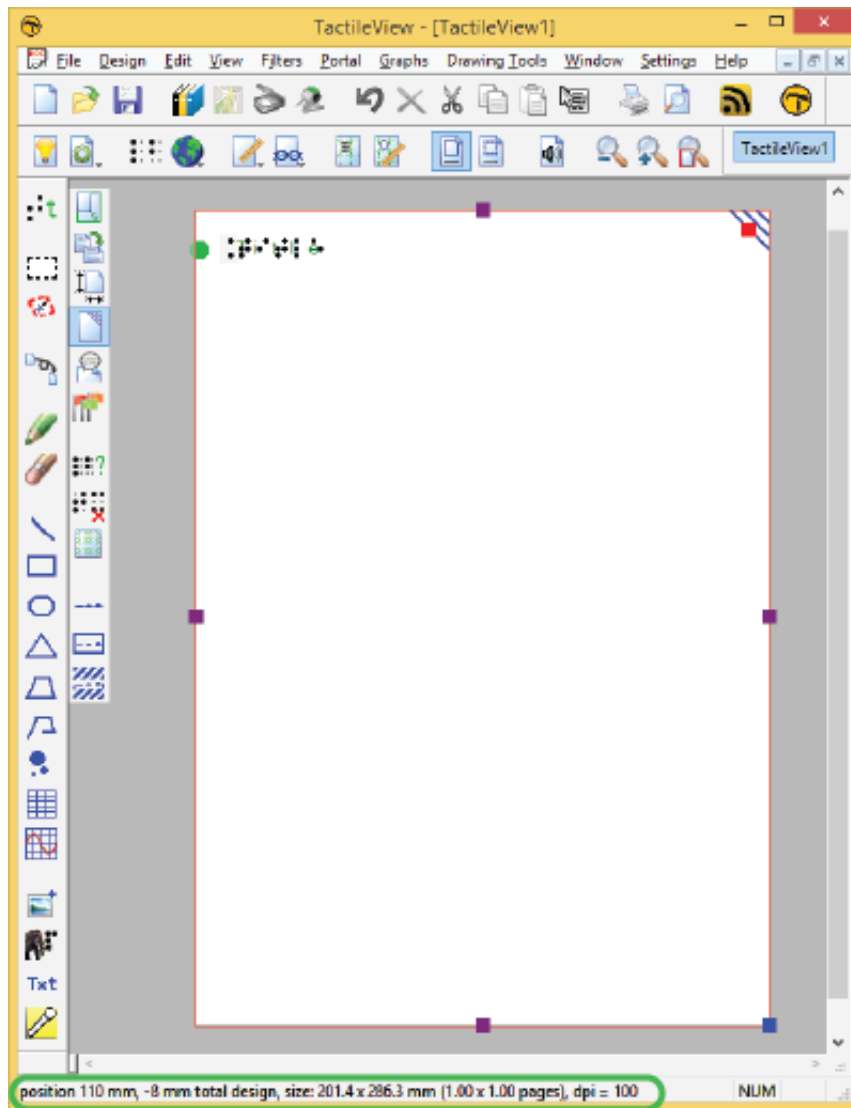 TactileView - [TactileView1]
File Design Edit View Filters Portal Graphs Drawing Tools Window Settings Help
TactileView1
t
?
Txt
position 110 mm, -8 mm total design, size: 201.4 x 286.3 mm (1.00 x 1.00 pages), dpi = 100 NUM